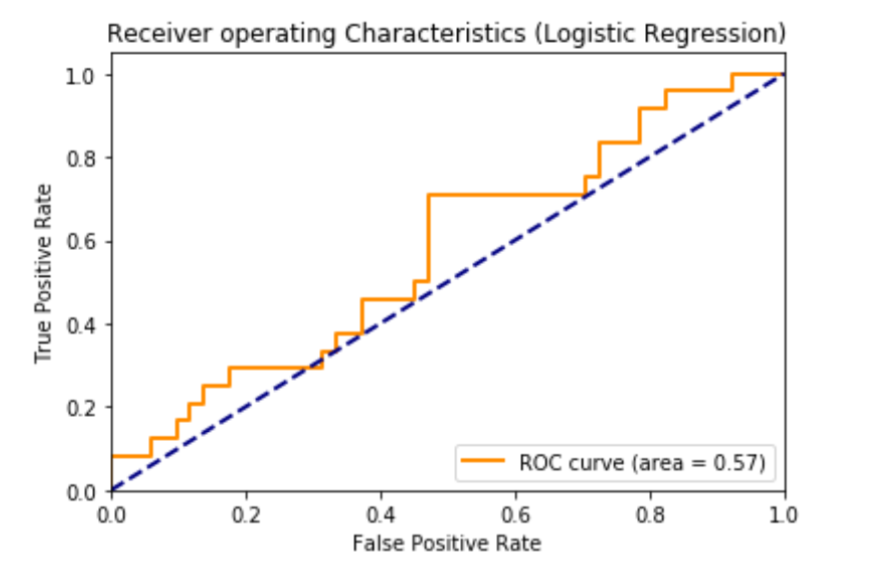 Receiver operating Characteristics (Logistic Regression)
1.0
0.8
0.6
0.4
0.2
0.0
True Positive Rate
ROC curve (area = 0.57)
0.0 0.2 0.4 0.6 0.8 1.0
False Positive Rate